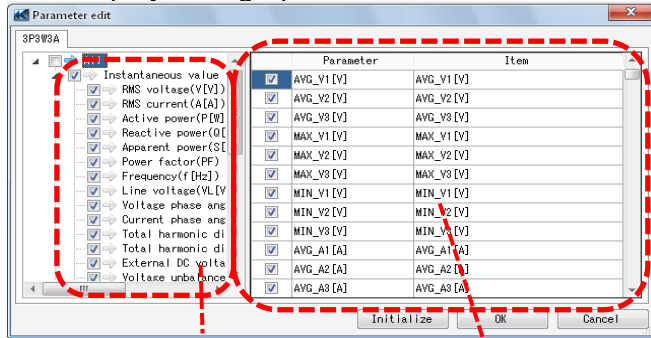 Parameter edit
3P3W3A
Instantaneous value
RMS voltage(V[V])
RMS current(A[A])
Active power(P[W]
Reactive power(Q[
Apparent power(S[
Power factor(PF)
Frequency(f[Hz])
Line voltage(VL[V
Voltage phase ang
Current phase ang
Total harmonic di
Total harmonic di
External DC volta
Voltage unbalance
Parameter Item
AVG_V1[V] AVG_V1[V]
AVG_V2[V] AVG_V2[V]
AVG_V3[V] AVG_V3[V]
MAX_V1[V] MAX_V1[V]
MAX_V2[V] MAX_V2[V]
MAX_V3[V] MAX_V3[V]
MIN_V1[V] MIN_V1[V]
MIN_V2[V] MIN_V2[V]
MIN_V3[V] MIN_V3[V]
AVG_A1[A] AVG_A1[A]
AVG_A2[A] AVG_A2[A]
AVG_A3[A] AVG_A3[A]
Initialize OK Cancel